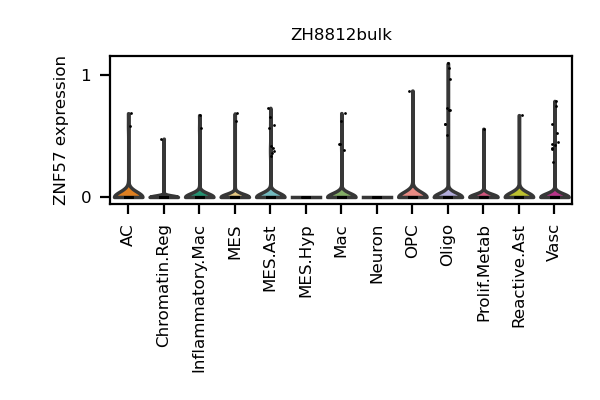 ZH8812bulk
ZNF57 expression
1
0
AC
Chromatin.Reg
Inflammatory.Mac
MES
MES.Ast
MES.Hyp
Mac
Neuron
OPC
Oligo
Prolif.Metab
Reactive.Ast
Vasc